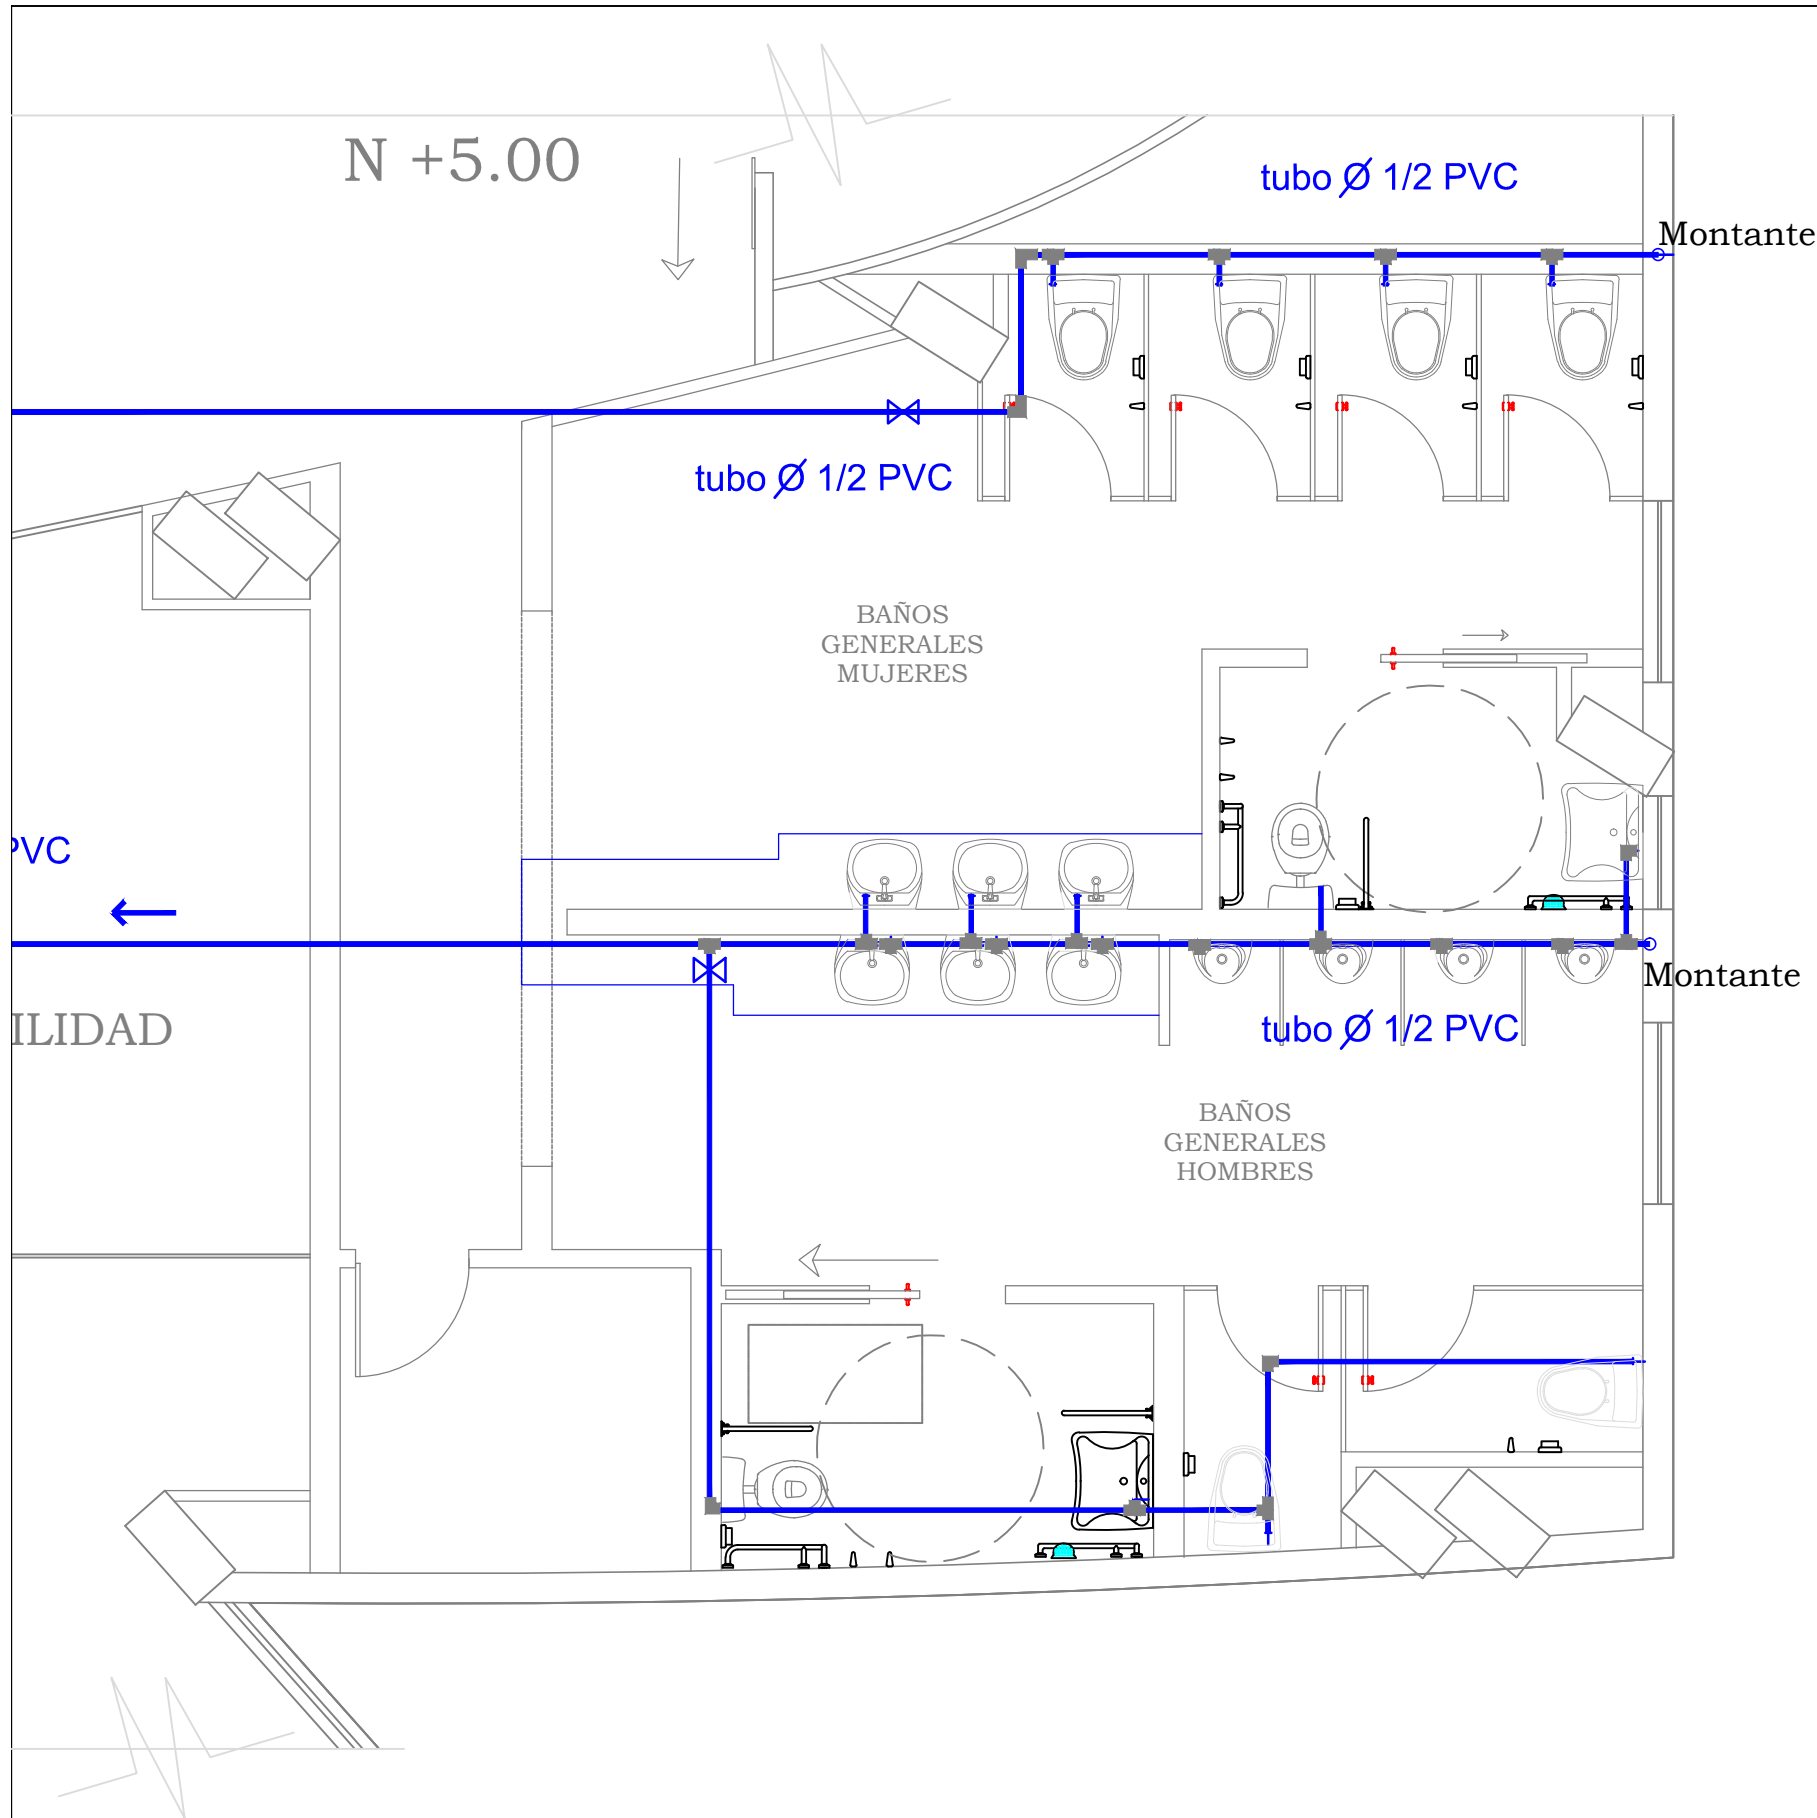 N +5.00
tubo Ø 1/2 PVC
Montante
tubo Ø 1/2 PVC
BAÑOS
GENERALES
MUJERES
PVC
Montante
ILIDAD
tubo Ø 1/2 PVC
BAÑOS
GENERALES
HOMBRES